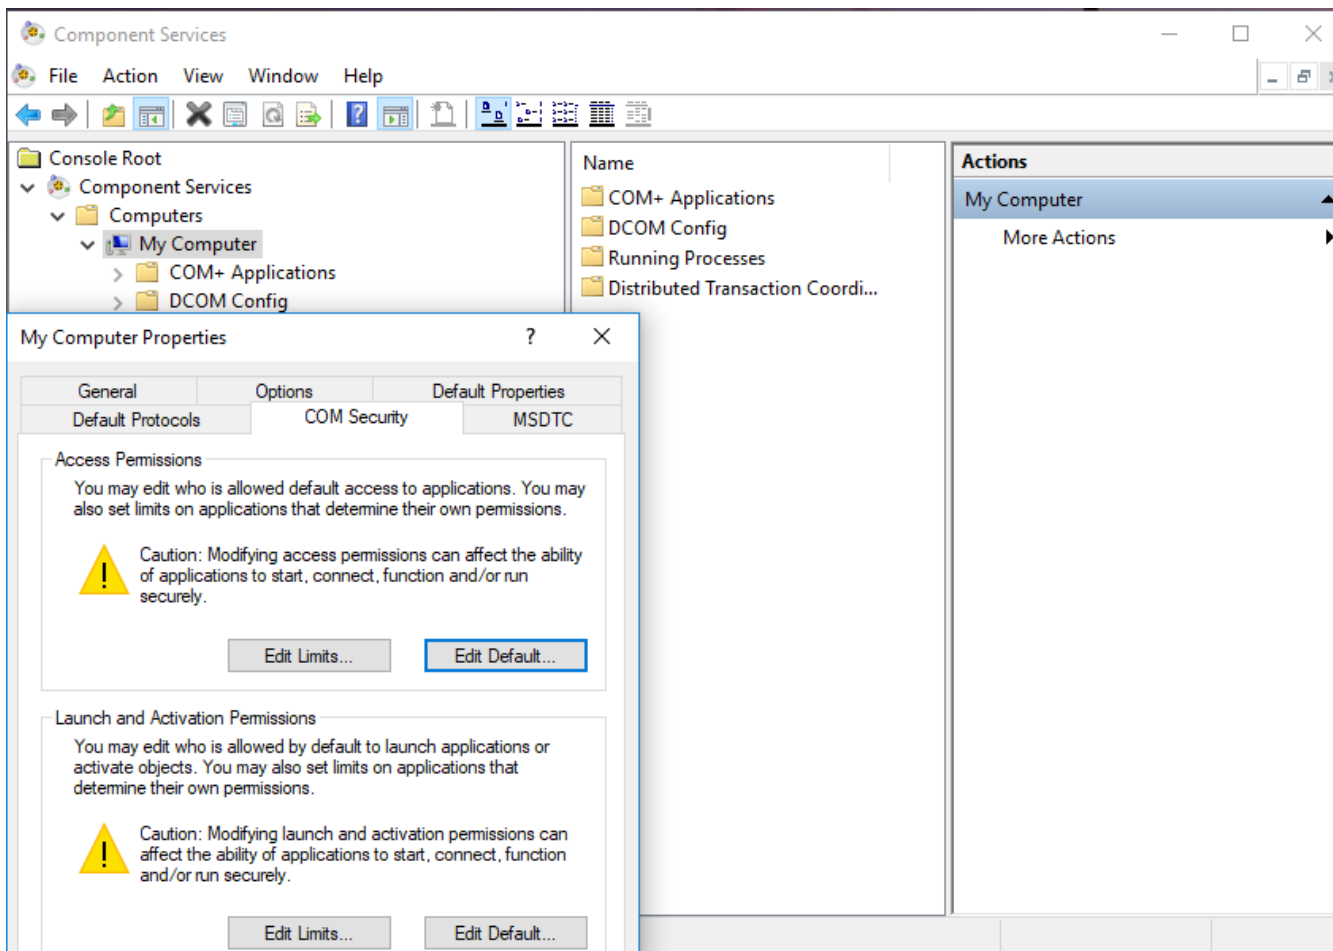 Component Services
File Action View Window Help
Console Root
Component Services
Computers
My Computer
COM+ Applications
DCOM Config
Name
COM+ Applications
DCOM Config
Running Processes
Distributed Transaction Coordi...
Actions
My Computer
More Actions
My Computer Properties
General Options Default Properties
Default Protocols COM Security MSDTC
Access Permissions
You may edit who is allowed default access to applications. You may
also set limits on applications that determine their own permissions.
Caution: Modifying access permissions can affect the ability
of applications to start, connect, function and/or run
securely.
Edit Limits... Edit Default...
Launch and Activation Permissions
You may edit who is allowed by default to launch applications or
activate objects. You may also set limits on applications that
determine their own permissions.
Caution: Modifying launch and activation permissions can
affect the ability of applications to start, connect, function
and/or run securely.
Edit Limits... Edit Default...